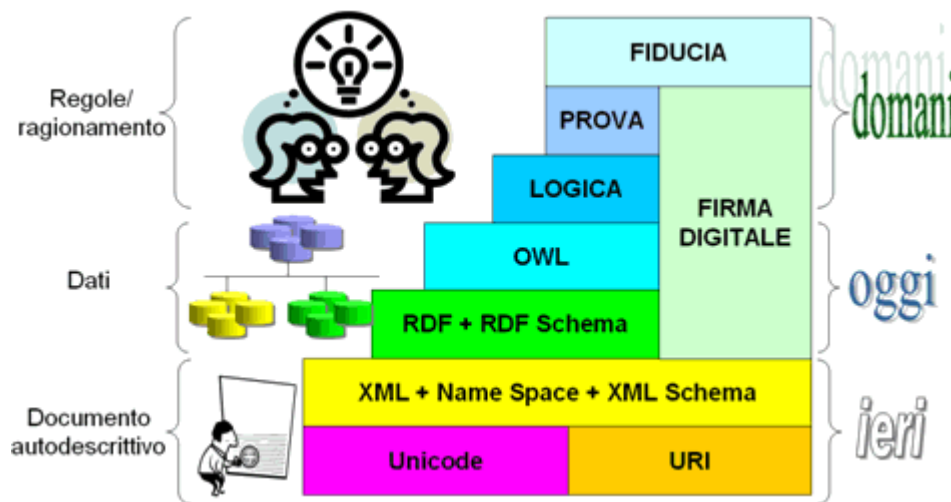 FIDUCIA
domani
domani
Regole/
ragionamento
PROVA
LOGICA
FIRMA
DIGITALE
OWL
Dati
oggi
RDF + RDF Schema
XML + Name Space + XML Schema
Documento
autodescrittivo
ieri
Unicode
URI